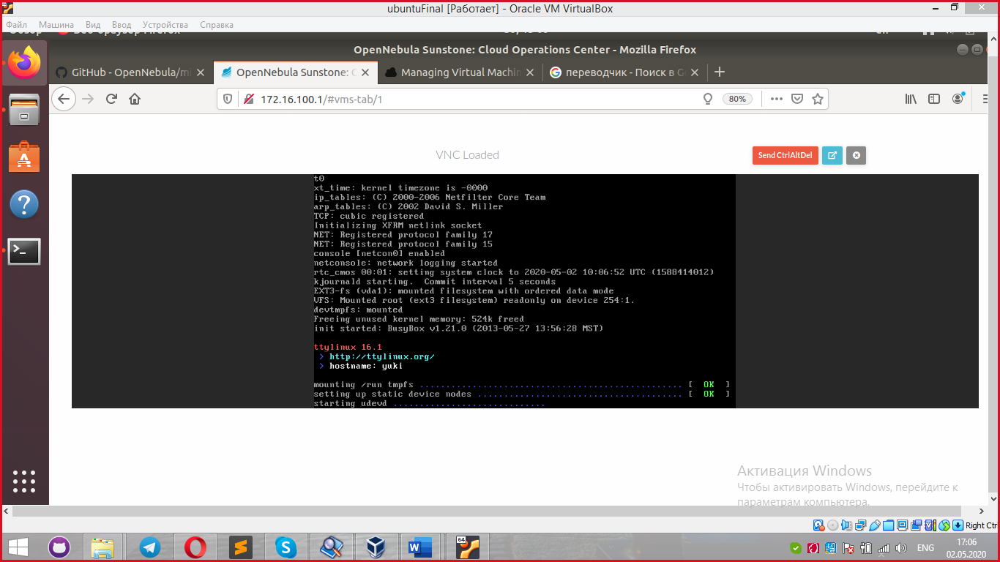 ubuntuFinal [Работает] - Oracle VM VirtualBox
Файл Машина Вид Ввод Устройства Справка
OpenNebula Sunstone: Cloud Operations Center - Mozilla Firefox
GitHub - OpenNebula/mi
OpenNebula Sunstone: C
Managing Virtual Machin
переводчик - Поиск в G
172.16.100.1/#vms-tab/1
80%
VNC Loaded
Send CtrlAltDel
t0
xt_time: kernel timezone is -0000
ip_tables: (C) 2000-2006 Netfilter Core Team
arp_tables: (C) 2002 David S. Miller
TCP: cubic registered
Initializing XFRM netlink socket
NET: Registered protocol family 17
NET: Registered protocol family 15
console [netcon0] enabled
netconsole: network logging started
rtc_cmos 00:01: setting system clock to 2020-05-02 10:06:52 UTC (1588414012)
kjournald starting.  Commit interval 5 seconds
EXT3-fs (vda1): mounted filesystem with ordered data mode
VFS: Mounted root (ext3 filesystem) readonly on device 254:1.
devtmpfs: mounted
Freeing unused kernel memory: 524k freed
init started: BusyBox v1.21.0 (2013-05-27 13:56:28 MST)
ttylinux 16.1
> http://ttylinux.org/
> hostname: yuki
mounting /run tmpfs .............................................. [ OK ]
setting up static device nodes ................................... [ OK ]
starting udevd ..........................
Активация Windows
Чтобы активировать Windows, перейдите к
параметрам компьютера.
Right Ctrl
64
ENG
17:06
02.05.2020